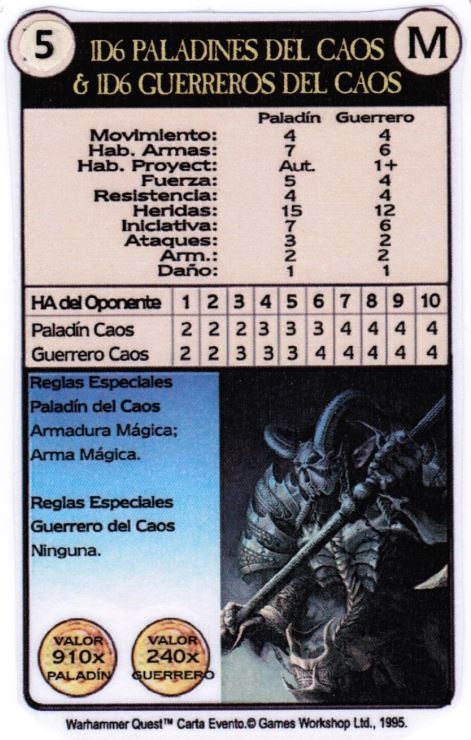 5
1D6 PALADINES DEL CAOS
& 1D6 GUERREROS DEL CAOS
M
Paladín Guerrero
Movimiento: 4 4
Hab. Armas: 7 6
Hab. Proyect: Aut. 1+
Fuerza: 5 4
Resistencia: 4 4
Heridas: 15 12
Iniciativa: 7 6
Ataques: 3 2
Arm.: 2 2
Daño: 1 1
HA del Oponente 1 2 3 4 5 6 7 8 9 10
Paladín Caos 2 2 2 3 3 3 4 4 4 4
Guerrero Caos 2 2 3 3 3 4 4 4 4 4
Reglas Especiales
Paladín del Caos
Armadura Mágica;
Arma Mágica.
Reglas Especiales
Guerrero del Caos
Ninguna.
VALOR
910x
PALADÍN
VALOR
240x
GUERRERO
Warhammer Quest™ Carta Evento.© Games Workshop Ltd., 1995.